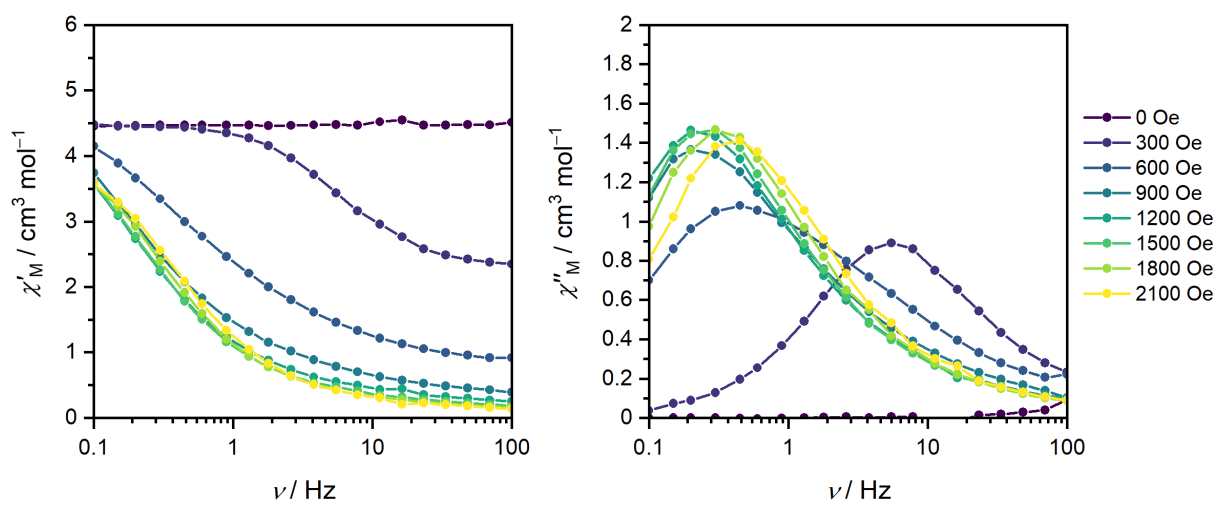 6
5
4
3
2
1
0
0.1
1
10
100
χ′M / cm³ mol⁻¹
ν / Hz
2
1.8
1.6
1.4
1.2
1
0.8
0.6
0.4
0.2
0
0.1
1
10
100
χ″M / cm³ mol⁻¹
ν / Hz
0 Oe
300 Oe
600 Oe
900 Oe
1200 Oe
1500 Oe
1800 Oe
2100 Oe